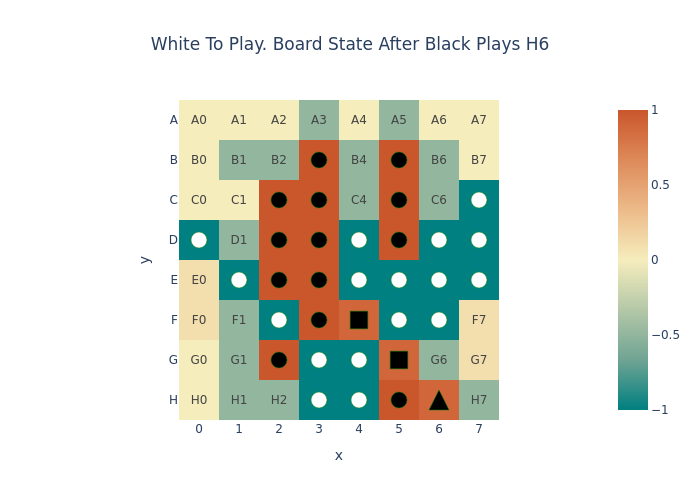 White To Play. Board State After Black Plays H6
A A0 A1 A2 A3 A4 A5 A6 A7
B B0 B1 B2 B4 B6 B7
C C0 C1 C4 C6
D D1
E E0
F F0 F1 F7
G G0 G1 G6 G7
H H0 H1 H2 H7
0 1 2 3 4 5 6 7
x
y
1
0.5
0
−0.5
−1